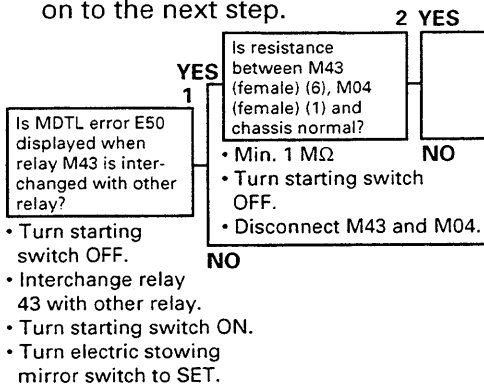 on to the next step.
2 YES
Is resistance
between M43
(female) (6), M04
(female) (1) and
chassis normal?
YES
1
Is MDTL error E50
displayed when
relay M43 is inter-
changed with other
relay?
• Min. 1 MΩ
• Turn starting switch
OFF.
• Disconnect M43 and M04.
NO
• Turn starting
switch OFF.
• Interchange relay
43 with other relay.
• Turn starting switch ON.
• Turn electric stowing
mirror switch to SET.
NO